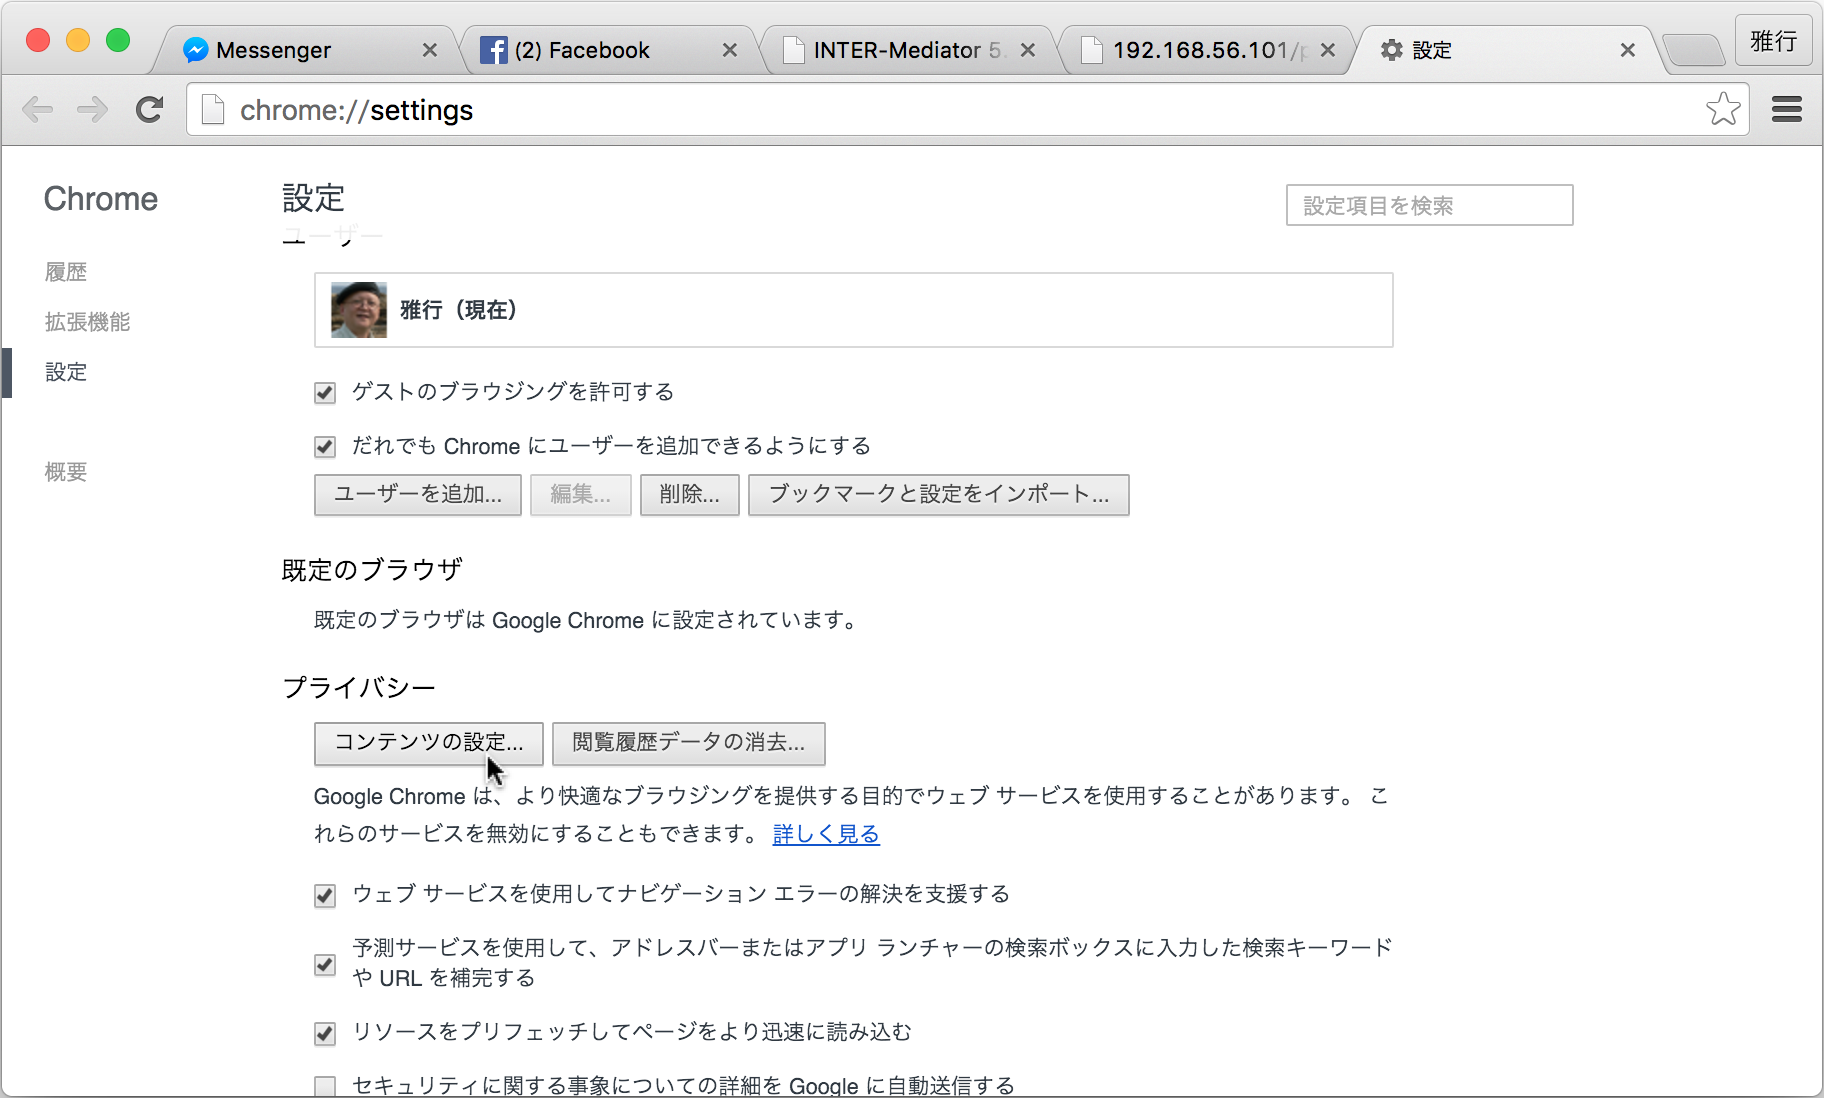 Messenger
(2) Facebook
INTER-Mediator 5.
192.168.56.101/p
設定
雅行
chrome://settings
Chrome
設定
設定項目を検索
ユーザー
履歴
拡張機能
設定
概要
雅行（現在）
ゲストのブラウジングを許可する
だれでも Chrome にユーザーを追加できるようにする
ユーザーを追加... 編集... 削除... ブックマークと設定をインポート...
既定のブラウザ
既定のブラウザは Google Chrome に設定されています。
プライバシー
コンテンツの設定... 閲覧履歴データの消去...
Google Chrome は、より快適なブラウジングを提供する目的でウェブ サービスを使用することがあります。 こ
れらのサービスを無効にすることもできます。 詳しく見る
ウェブ サービスを使用してナビゲーション エラーの解決を支援する
予測サービスを使用して、アドレスバーまたはアプリ ランチャーの検索ボックスに入力した検索キーワード
や URL を補完する
リソースをプリフェッチしてページをより迅速に読み込む
セキュリティに関する事象についての詳細を Google に自動送信する